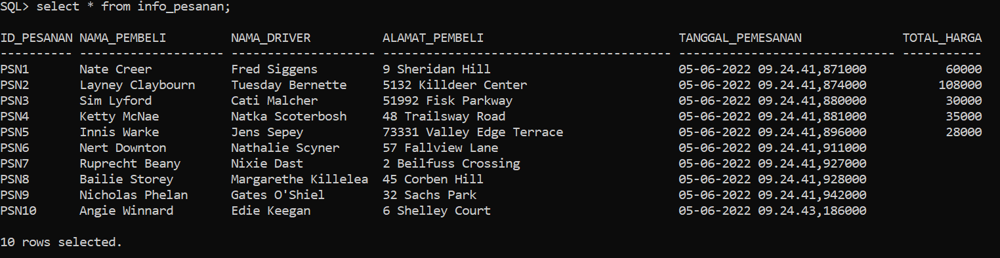 SQL> select * from info_pesanan;
ID_PESANAN NAMA_PEMBELI         NAMA_DRIVER          ALAMAT_PEMBELI                           TANGGAL_PEMESANAN              TOTAL_HARGA
---------- -------------------- -------------------- ---------------------------------------- ------------------------------ -----------
PSN1       Nate Creer           Fred Siggens         9 Sheridan Hill                          05-06-2022 09.24.41,871000           60000
PSN2       Layney Claybourn     Tuesday Bernette     5132 Killdeer Center                     05-06-2022 09.24.41,874000          108000
PSN3       Sim Lyford           Cati Malcher         51992 Fisk Parkway                       05-06-2022 09.24.41,880000           30000
PSN4       Ketty McNae          Natka Scoterbosh     48 Trailsway Road                        05-06-2022 09.24.41,881000           35000
PSN5       Innis Warke          Jens Sepey           73331 Valley Edge Terrace                05-06-2022 09.24.41,896000           28000
PSN6       Nert Downton         Nathalie Scyner      57 Fallview Lane                         05-06-2022 09.24.41,911000
PSN7       Ruprecht Beany       Nixie Dast           2 Beilfuss Crossing                      05-06-2022 09.24.41,927000
PSN8       Bailie Storey        Margarethe Killelea  45 Corben Hill                           05-06-2022 09.24.41,928000
PSN9       Nicholas Phelan      Gates O'Shiel        32 Sachs Park                            05-06-2022 09.24.41,942000
PSN10      Angie Winnard        Edie Keegan          6 Shelley Court                          05-06-2022 09.24.43,186000
10 rows selected.